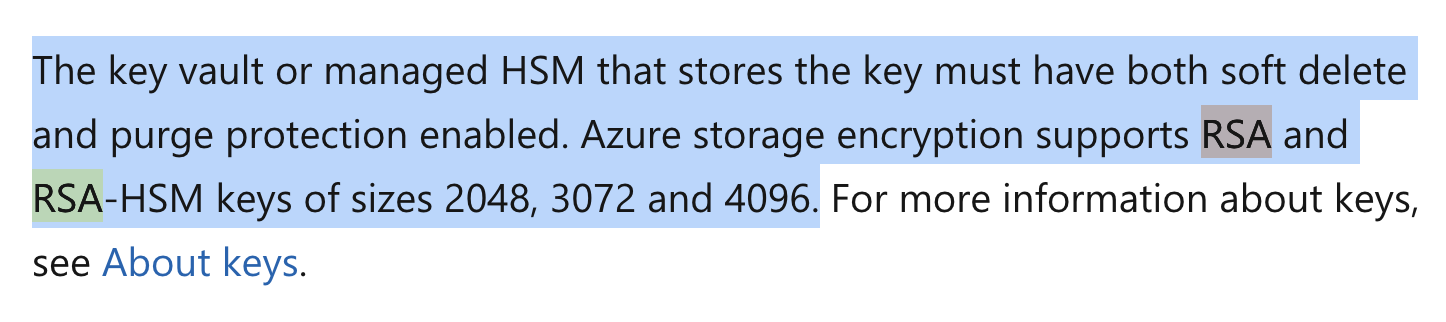 The key vault or managed HSM that stores the key must have both soft delete
and purge protection enabled. Azure storage encryption supports RSA and
RSA-HSM keys of sizes 2048, 3072 and 4096. For more information about keys,
see About keys.